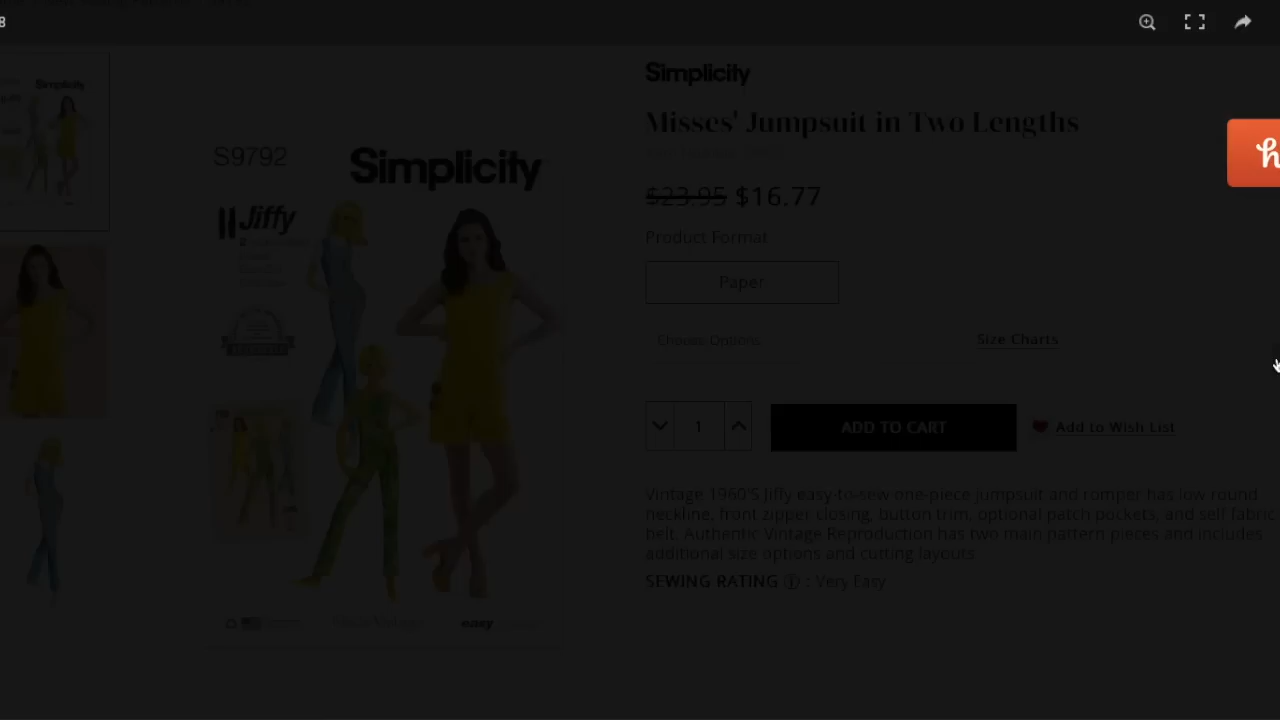 8
Simplicity
Simplicity
Misses' Jumpsuit in Two Lengths
h
S9792
Simplicity
$23.95 $16.77
Jiffy
Product Format
Paper
Choose Options
Size Charts
1
ADD TO CART
Add to Wish List
Vintage 1960'S Jiffy easy-to-sew one-piece jumpsuit and romper has low round
neckline, front zipper closing, button trim, optional patch pockets, and self fabric
belt. Authentic Vintage Reproduction has two main pattern pieces and includes
additional size options and cutting layouts
SEWING RATING ⓘ : Very Easy
easy